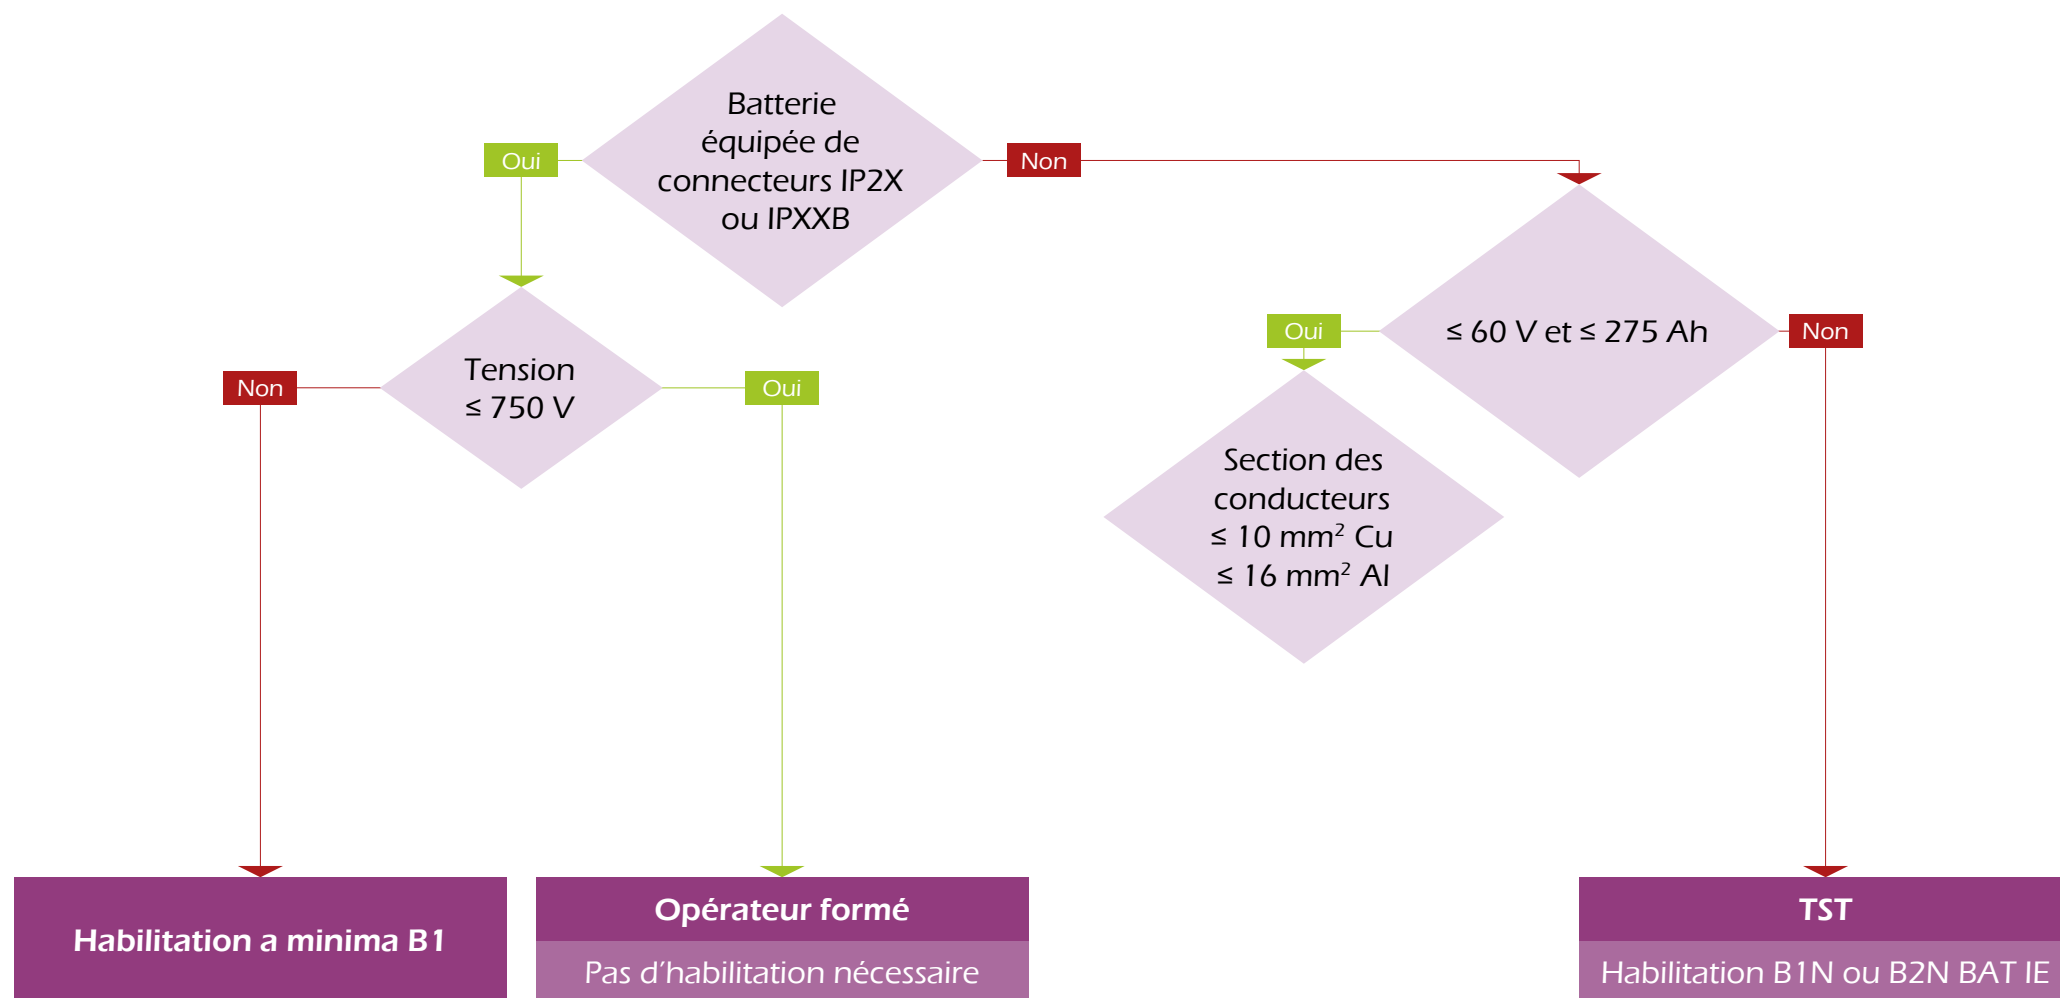 Batterie
équipée de
connecteurs IP2X
ou IPXXB
Oui
Non
Tension
≤ 750 V
Non
Oui
≤ 60 V et ≤ 275 Ah
Oui
Non
Section des
conducteurs
≤ 10 mm² Cu
≤ 16 mm² Al
Habilitation a minima B1
Opérateur formé
Pas d’habilitation nécessaire
TST
Habilitation B1N ou B2N BAT IE